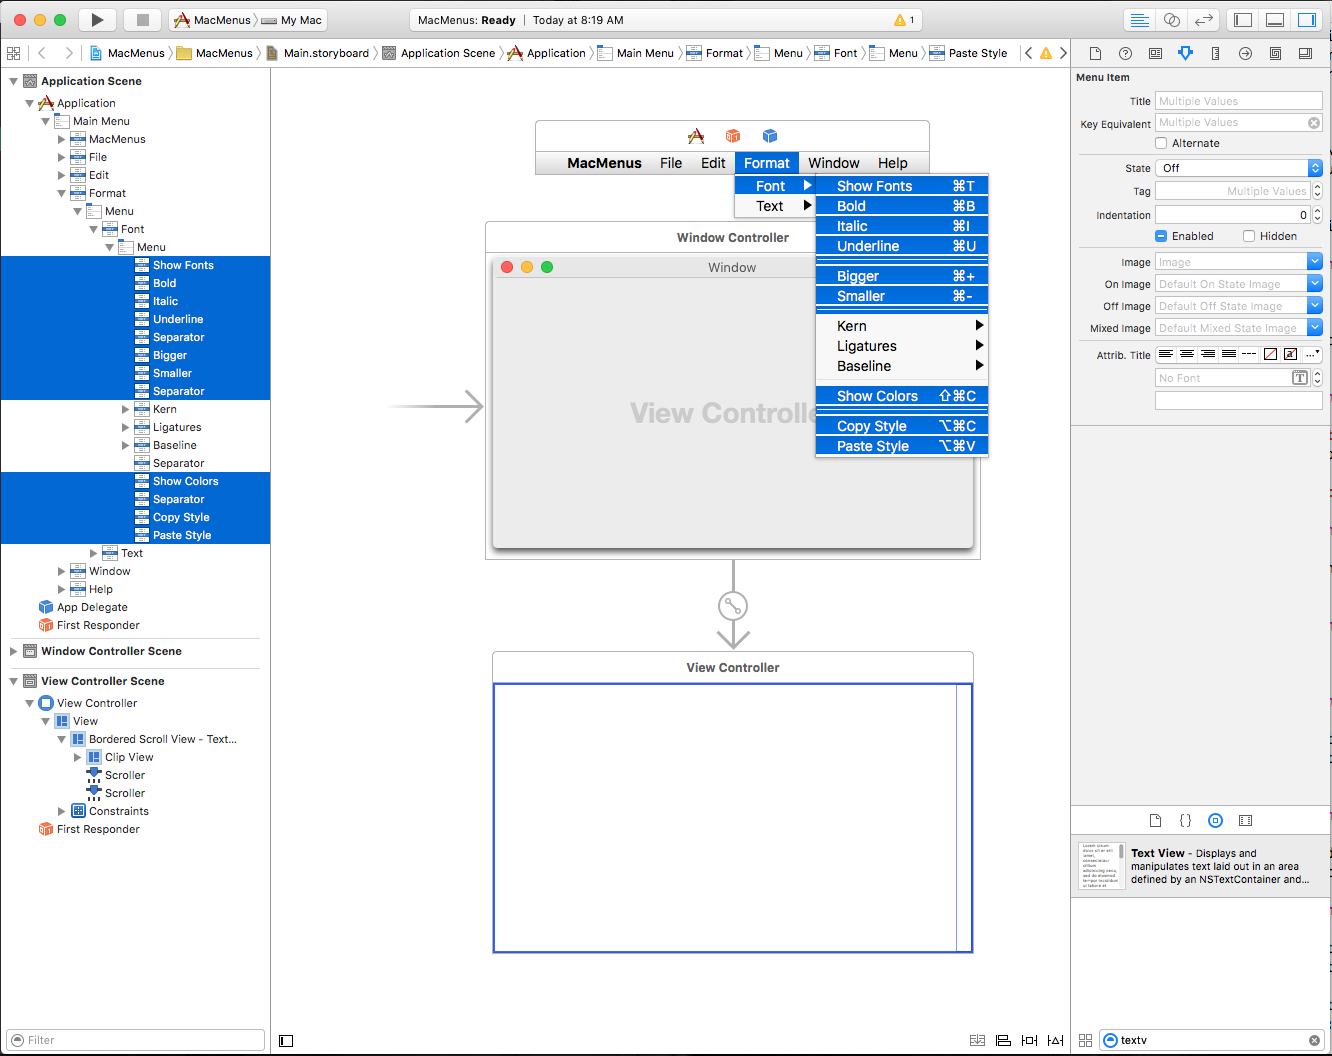 MacMenus My Mac
MacMenus: Ready | Today at 8:19 AM
1
MacMenus MacMenus Main.storyboard Application Scene Application Main Menu Format Menu Font Menu Paste Style
Application Scene
Application
Main Menu
MacMenus
File
Edit
Format
Menu
Font
Menu
Show Fonts
Bold
Italic
Underline
Separator
Bigger
Smaller
Separator
Kern
Ligatures
Baseline
Separator
Show Colors
Separator
Copy Style
Paste Style
Text
Window
Help
App Delegate
First Responder
Window Controller Scene
View Controller Scene
View Controller
View
Bordered Scroll View - Text...
Clip View
Scroller
Scroller
Constraints
First Responder
Filter
MacMenus File Edit Format Window Help
Font
Text
Show Fonts ⌘T
Bold ⌘B
Italic ⌘I
Underline ⌘U
Bigger ⌘+
Smaller ⌘-
Kern
Ligatures
Baseline
Show Colors ⇧⌘C
Copy Style ⌥⌘C
Paste Style ⌥⌘V
Window Controller
Window
View Controlle
View Controller
Menu Item
Title Multiple Values
Key Equivalent Multiple Values
Alternate
State Off
Tag Multiple Values
Indentation 0
Enabled Hidden
Image Image
On Image Default On State Image
Off Image Default Off State Image
Mixed Image Default Mixed State Image
Attrib. Title
No Font
Text View - Displays and
manipulates text laid out in an area
defined by an NSTextContainer and...
textv